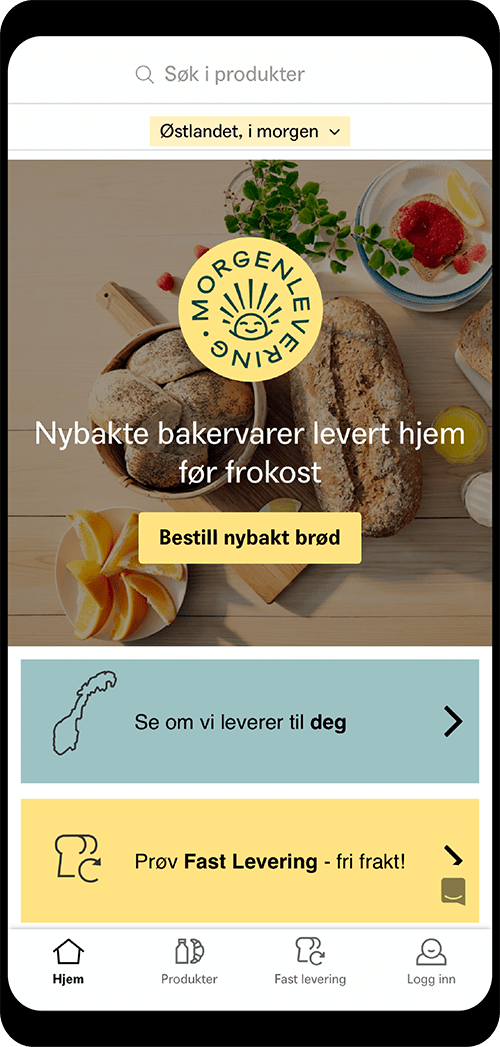 Søk i produkter
Østlandet, i morgen
MORGENLEVERING
Nybakte bakervarer levert hjem
før frokost
Bestill nybakt brød
Se om vi leverer til deg
Prøv Fast Levering - fri frakt!
Hjem
Produkter
Fast levering
Logg inn